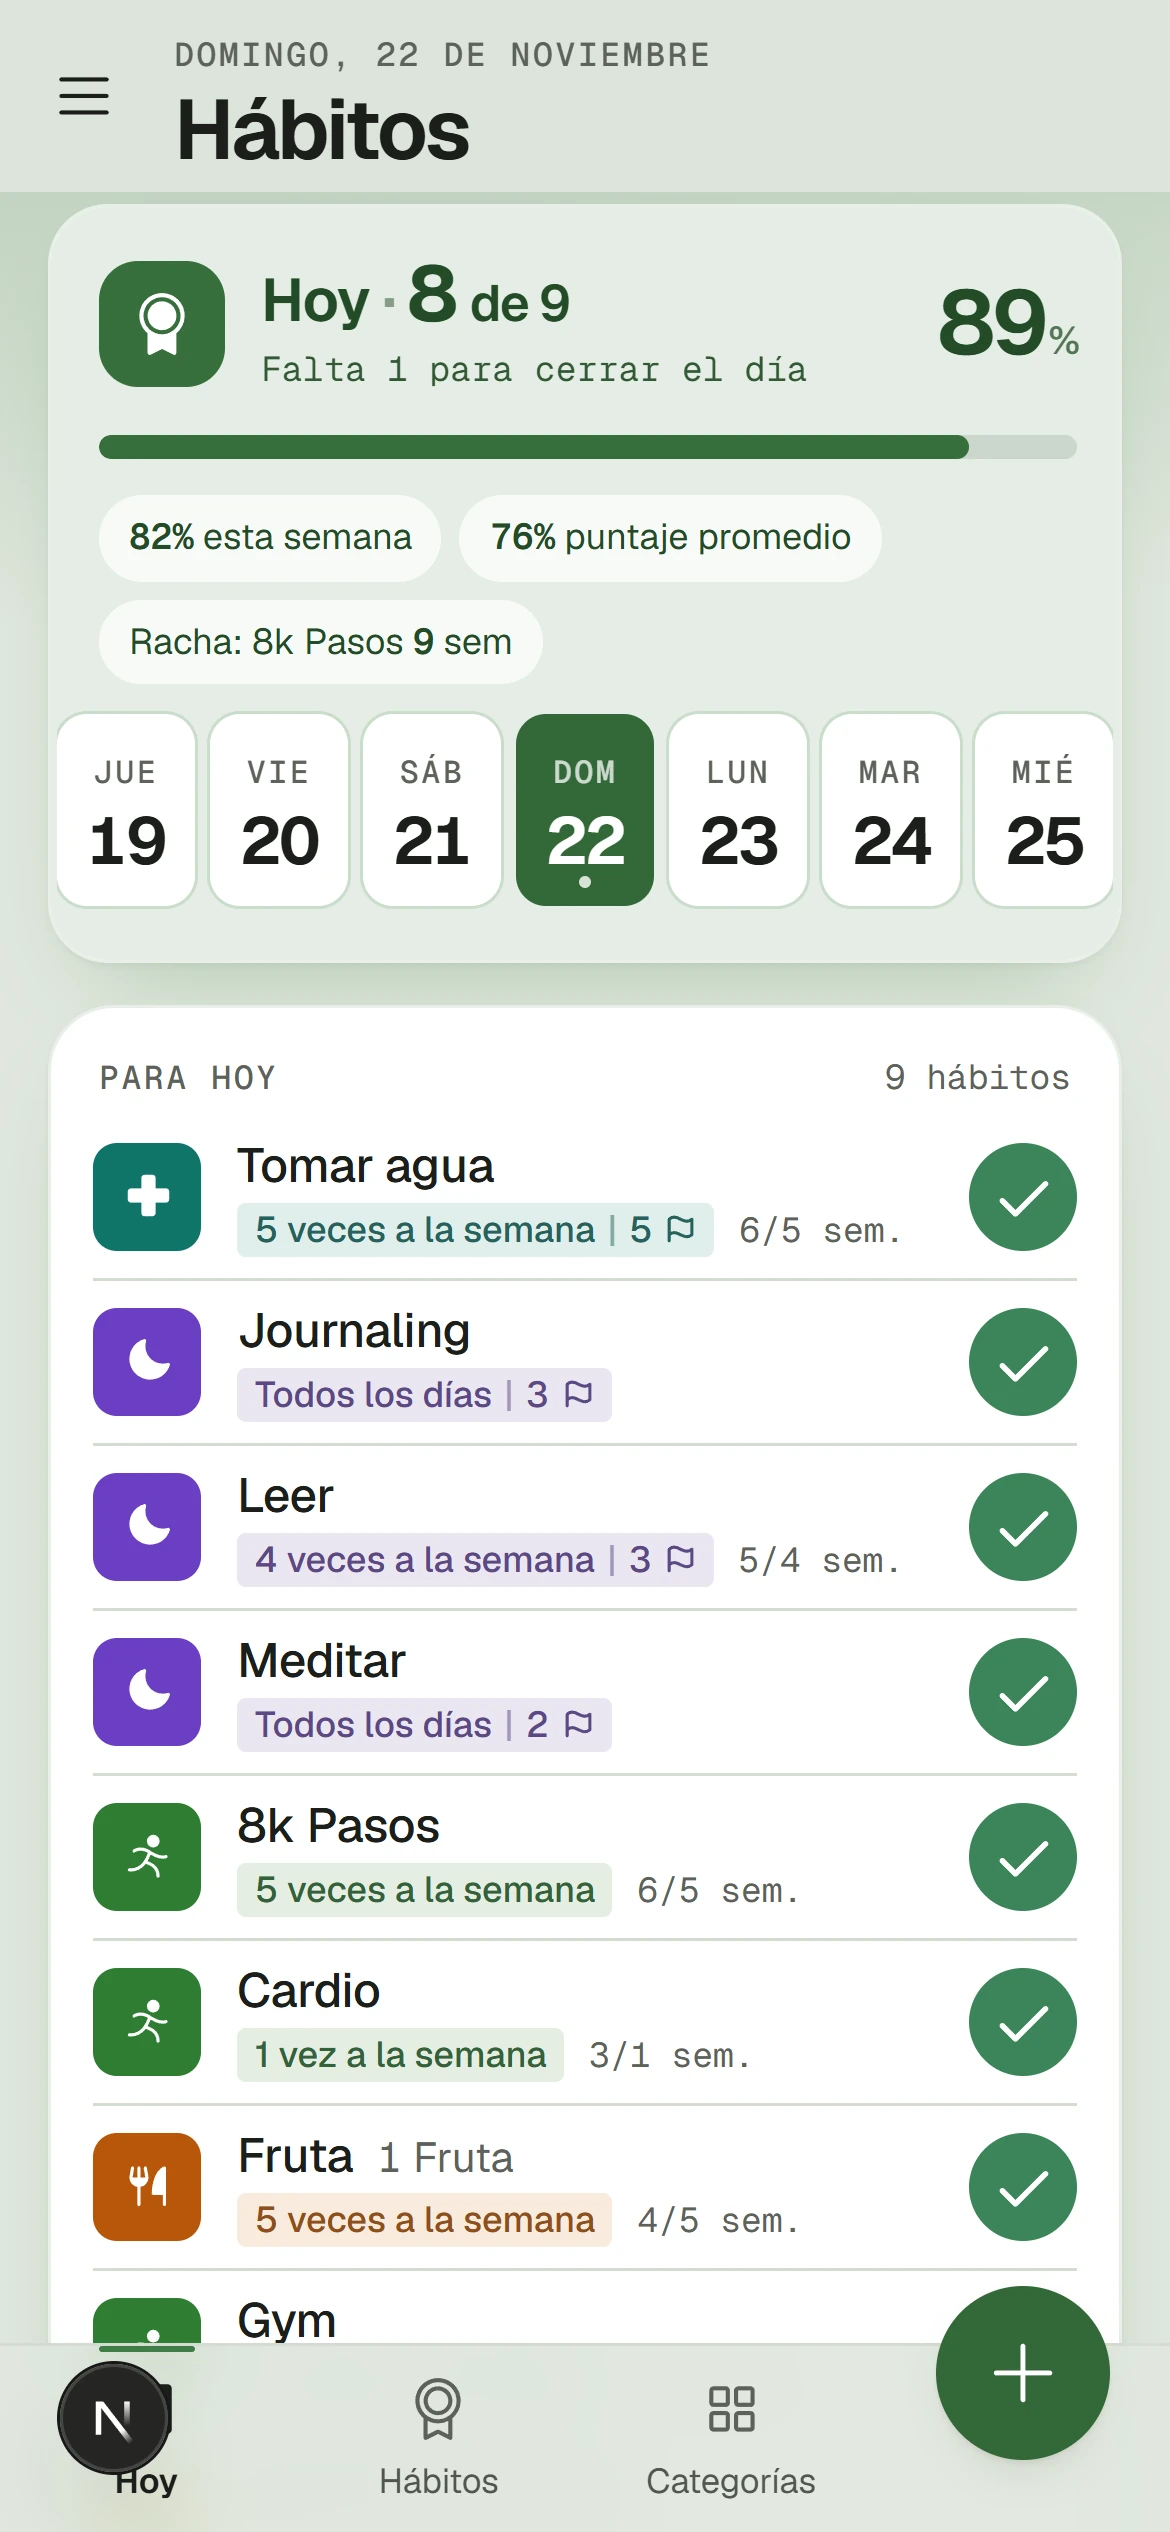 DOMINGO, 22 DE NOVIEMBRE
Hábitos
Hoy · 8 de 9
89%
Falta 1 para cerrar el día
82% esta semana
76% puntaje promedio
Racha: 8k Pasos 9 sem
JUE VIE SÁB DOM LUN MAR MIÉ
19 20 21 22 23 24 25
PARA HOY
9 hábitos
Tomar agua
5 veces a la semana | 5
6/5 sem.
Journaling
Todos los días | 3
Leer
4 veces a la semana | 3
5/4 sem.
Meditar
Todos los días | 2
8k Pasos
5 veces a la semana
6/5 sem.
Cardio
1 vez a la semana
3/1 sem.
Fruta 1 Fruta
5 veces a la semana
4/5 sem.
Gym
N
Hoy
Hábitos
Categorías